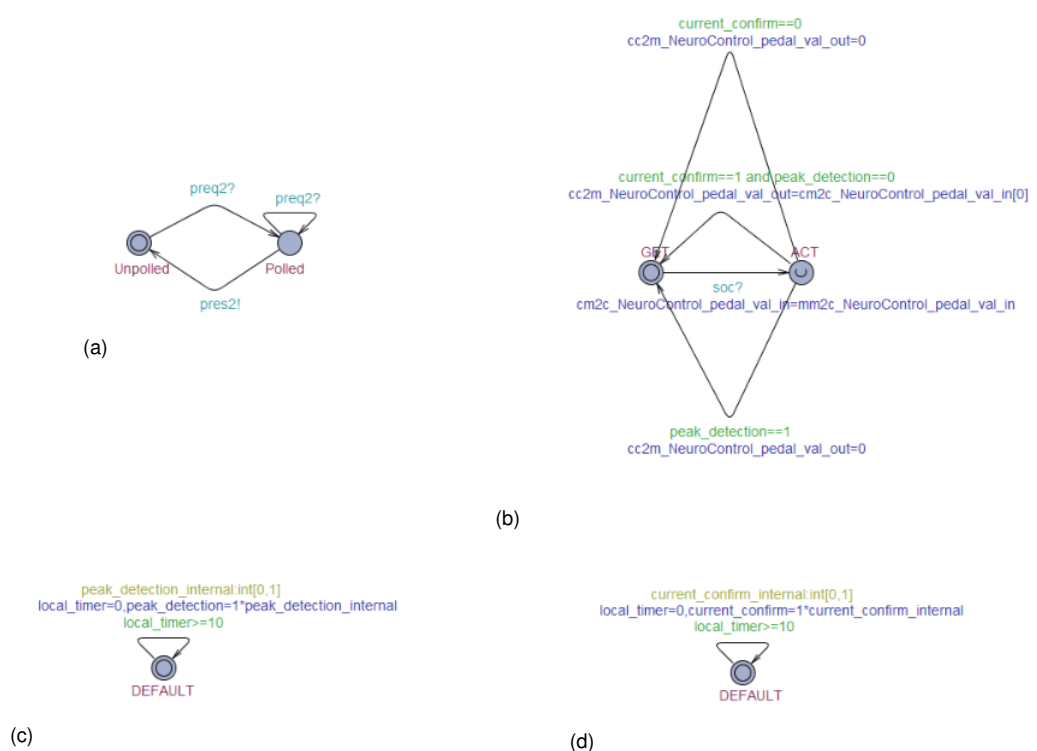 preq2?
preq2?
Unpolled
Polled
pres2!
(a)
current_confirm==0
cc2m_NeuroControl_pedal_val_out=0
current_confirm==1 and peak_detection==0
cc2m_NeuroControl_pedal_val_out=cm2c_NeuroControl_pedal_val_in[0]
GET
ACT
soc?
cm2c_NeuroControl_pedal_val_in=mm2c_NeuroControl_pedal_val_in
peak_detection==1
cc2m_NeuroControl_pedal_val_out=0
(b)
peak_detection_internal:int[0,1]
local_timer=0,peak_detection=1*peak_detection_internal
local_timer>=10
DEFAULT
(c)
current_confirm_internal:int[0,1]
local_timer=0,current_confirm=1*current_confirm_internal
local_timer>=10
DEFAULT
(d)